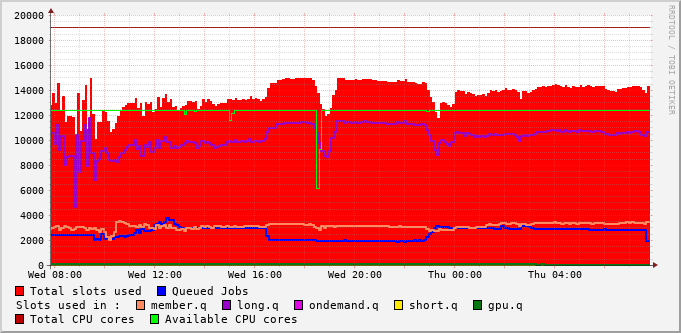 20000
18000
16000
14000
12000
10000
8000
6000
4000
2000
0
Wed 08:00 Wed 12:00 Wed 16:00 Wed 20:00 Thu 00:00 Thu 04:00
Total slots used Queued Jobs
Slots used in : member.q long.q ondemand.q short.q gpu.q
Total CPU cores Available CPU cores
RRDTOOL / TOBI OETIKER